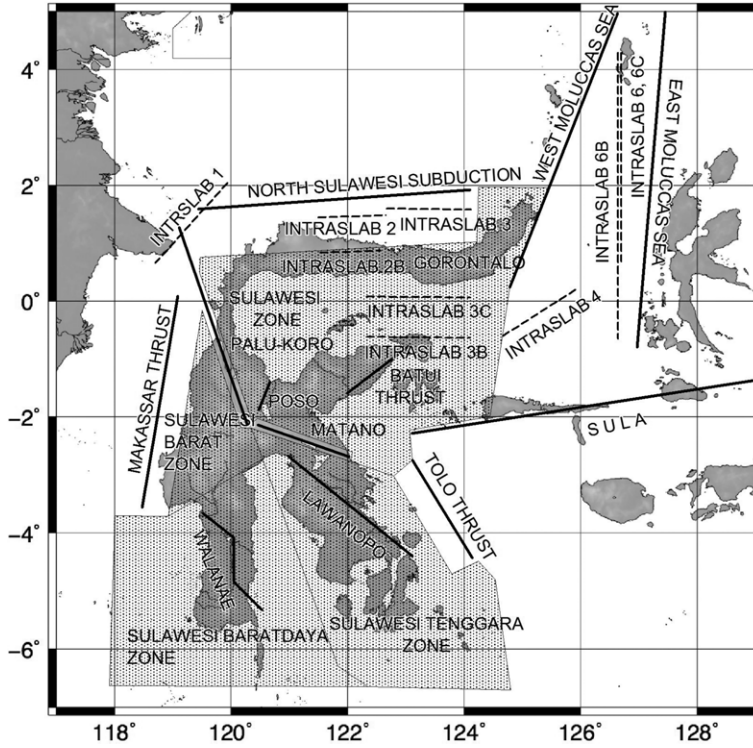 4°
2°
0°
−2°
−4°
−6°
INTRSLAB 1
NORTH SULAWESI SUBDUCTION
WEST MOLUCCAS SEA
INTRASLAB 6B
INTRASLAB 6, 6C
EAST MOLUCCAS SEA
INTRASLAB 2
INTRASLAB 3
INTRASLAB 2B
GORONTALO
SULAWESI
ZONE
INTRASLAB 3C
INTRASLAB 4
PALU-KORO
INTRASLAB 3B
MAKASSAR THRUST
BATUI
THRUST
POSO
SULAWESI
BARAT
ZONE
MATANO
SULA
TOLO THRUST
LAWANOPO
WALANAE
SULAWESI BARATDAYA
ZONE
SULAWESI TENGGARA
ZONE
118°
120°
122°
124°
126°
128°